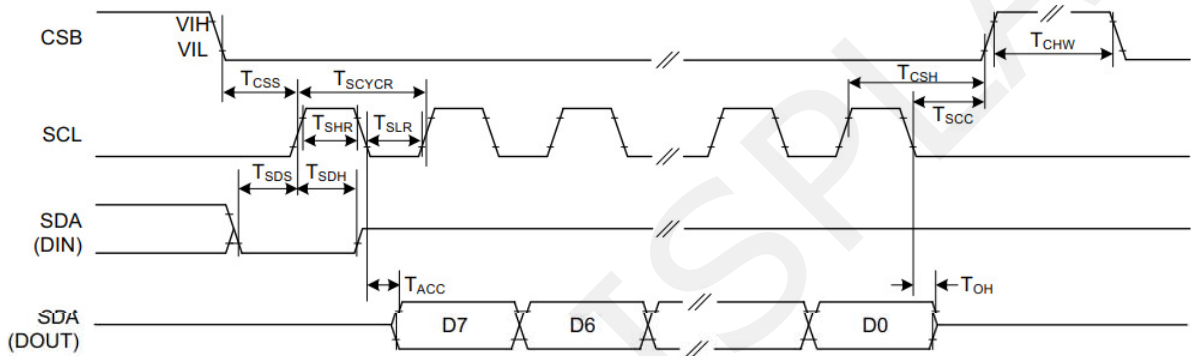 CSB
VIH
VIL
TCSS
TSCYCR
TCHW
TCSH
TSCC
SCL
TSHR
TSLR
TSDS
TSDH
SDA
(DIN)
TACC
TOH
SDA
(DOUT)
D7
D6
D0
ISPLA